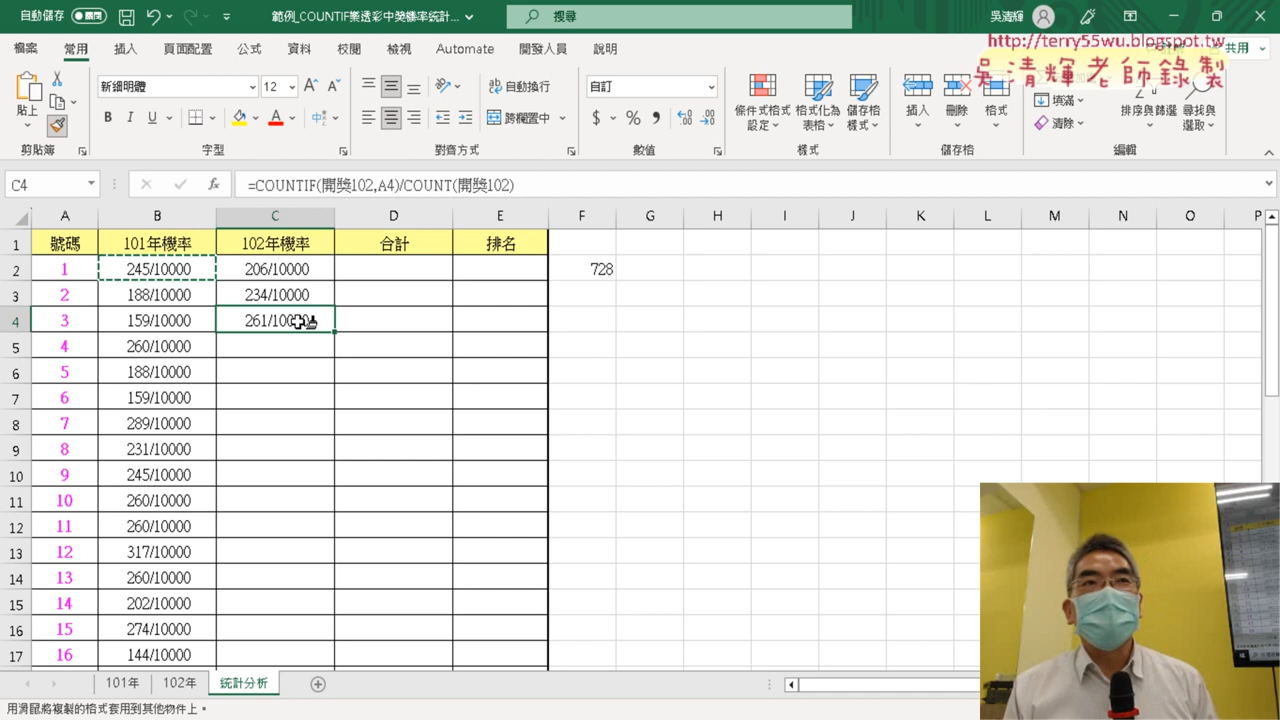 自動儲存 關閉 範例_COUNTIF樂透彩中獎機率統計... 搜尋 吳清輝
http://terry55wu.blogspot.tw
吳清輝老師錄製
檔案 常用 插入 頁面配置 公式 資料 校閱 檢視 Automate 開發人員 說明 共用
貼上 新細明體 12 自動換行 自訂 條件式格式設定 格式化為表格 儲存格樣式 插入 刪除 格式 填滿 排序與篩選 尋找與選取
B I U 中 跨欄置中 $ % 清除
剪貼簿 字型 對齊方式 數值 樣式 儲存格 編輯
C4 fx =COUNTIF(開獎102,A4)/COUNT(開獎102)
A B C D E F G H I J K L M N O P
1 號碼 101年機率 102年機率 合計 排名
2 1 245/10000 206/10000 728
3 2 188/10000 234/10000
4 3 159/10000 261/10000
5 4 260/10000
6 5 188/10000
7 6 159/10000
8 7 289/10000
9 8 231/10000
10 9 245/10000
11 10 260/10000
12 11 260/10000
13 12 317/10000
14 13 260/10000
15 14 202/10000
16 15 274/10000
17 16 144/10000
101年 102年 統計分析
用滑鼠將複製的格式套用到其他物件上。